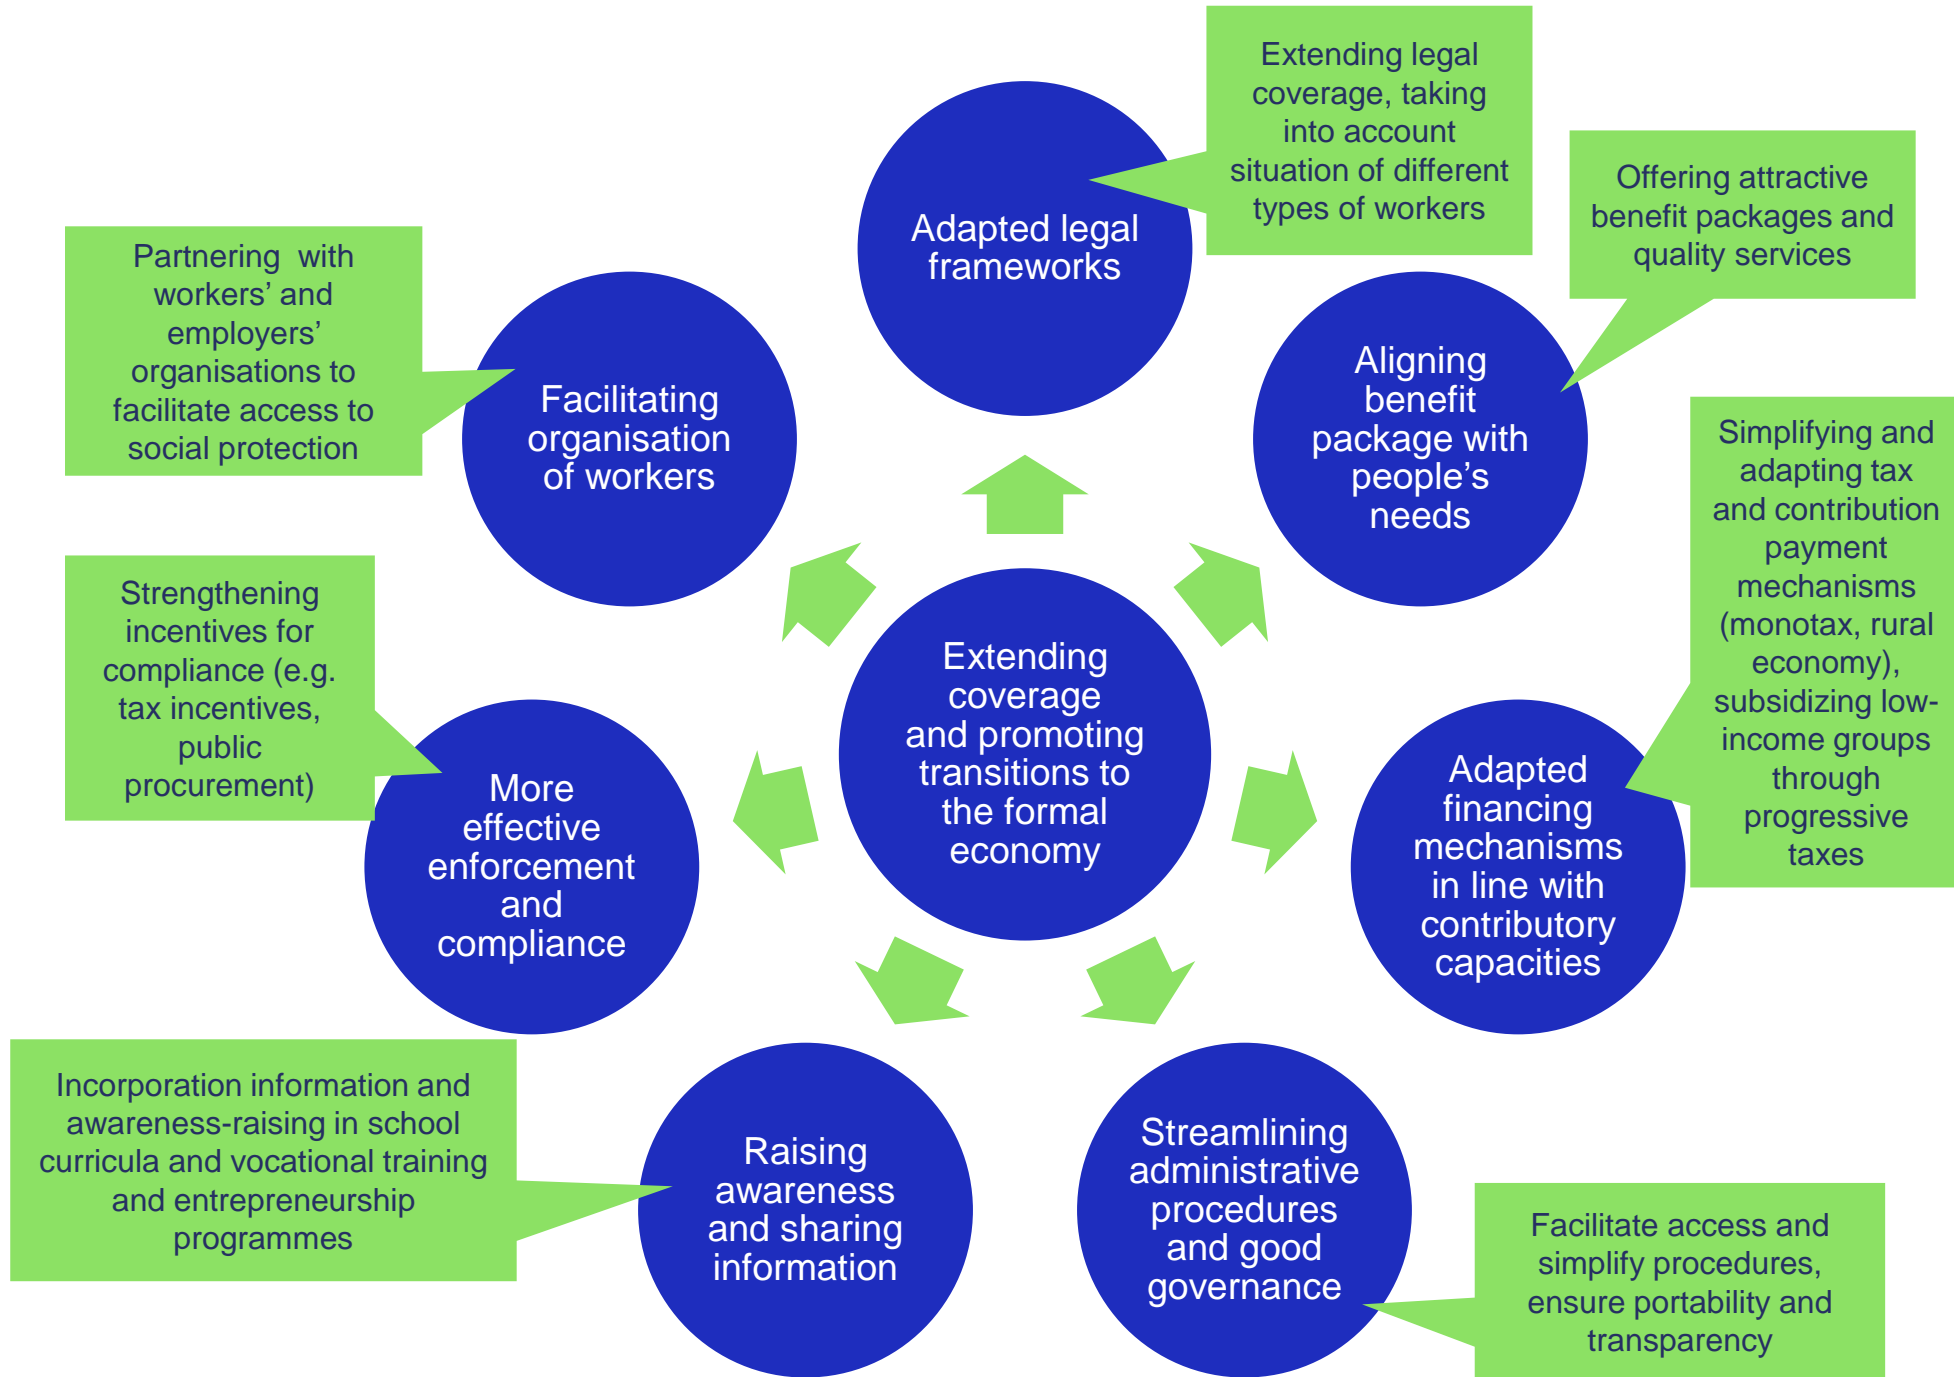 Extending legal
coverage, taking
into account
situation of different
types of workers
Adapted legal
frameworks
Offering attractive
benefit packages and
quality services
Aligning
benefit
package with
people’s
needs
Simplifying and
adapting tax
and contribution
payment
mechanisms
(monotax, rural
economy),
subsidizing low-
income groups
through
progressive
taxes
Adapted
financing
mechanisms
in line with
contributory
capacities
Facilitate access and
simplify procedures,
ensure portability and
transparency
Streamlining
administrative
procedures
and good
governance
Incorporation information and
awareness-raising in school
curricula and vocational training
and entrepreneurship
programmes
Raising
awareness
and sharing
information
Strengthening
incentives for
compliance (e.g.
tax incentives,
public
procurement)
More
effective
enforcement
and
compliance
Partnering  with
workers’ and
employers’
organisations to
facilitate access to
social protection
Facilitating
organisation
of workers
Extending
coverage
and promoting
transitions to
the formal
economy